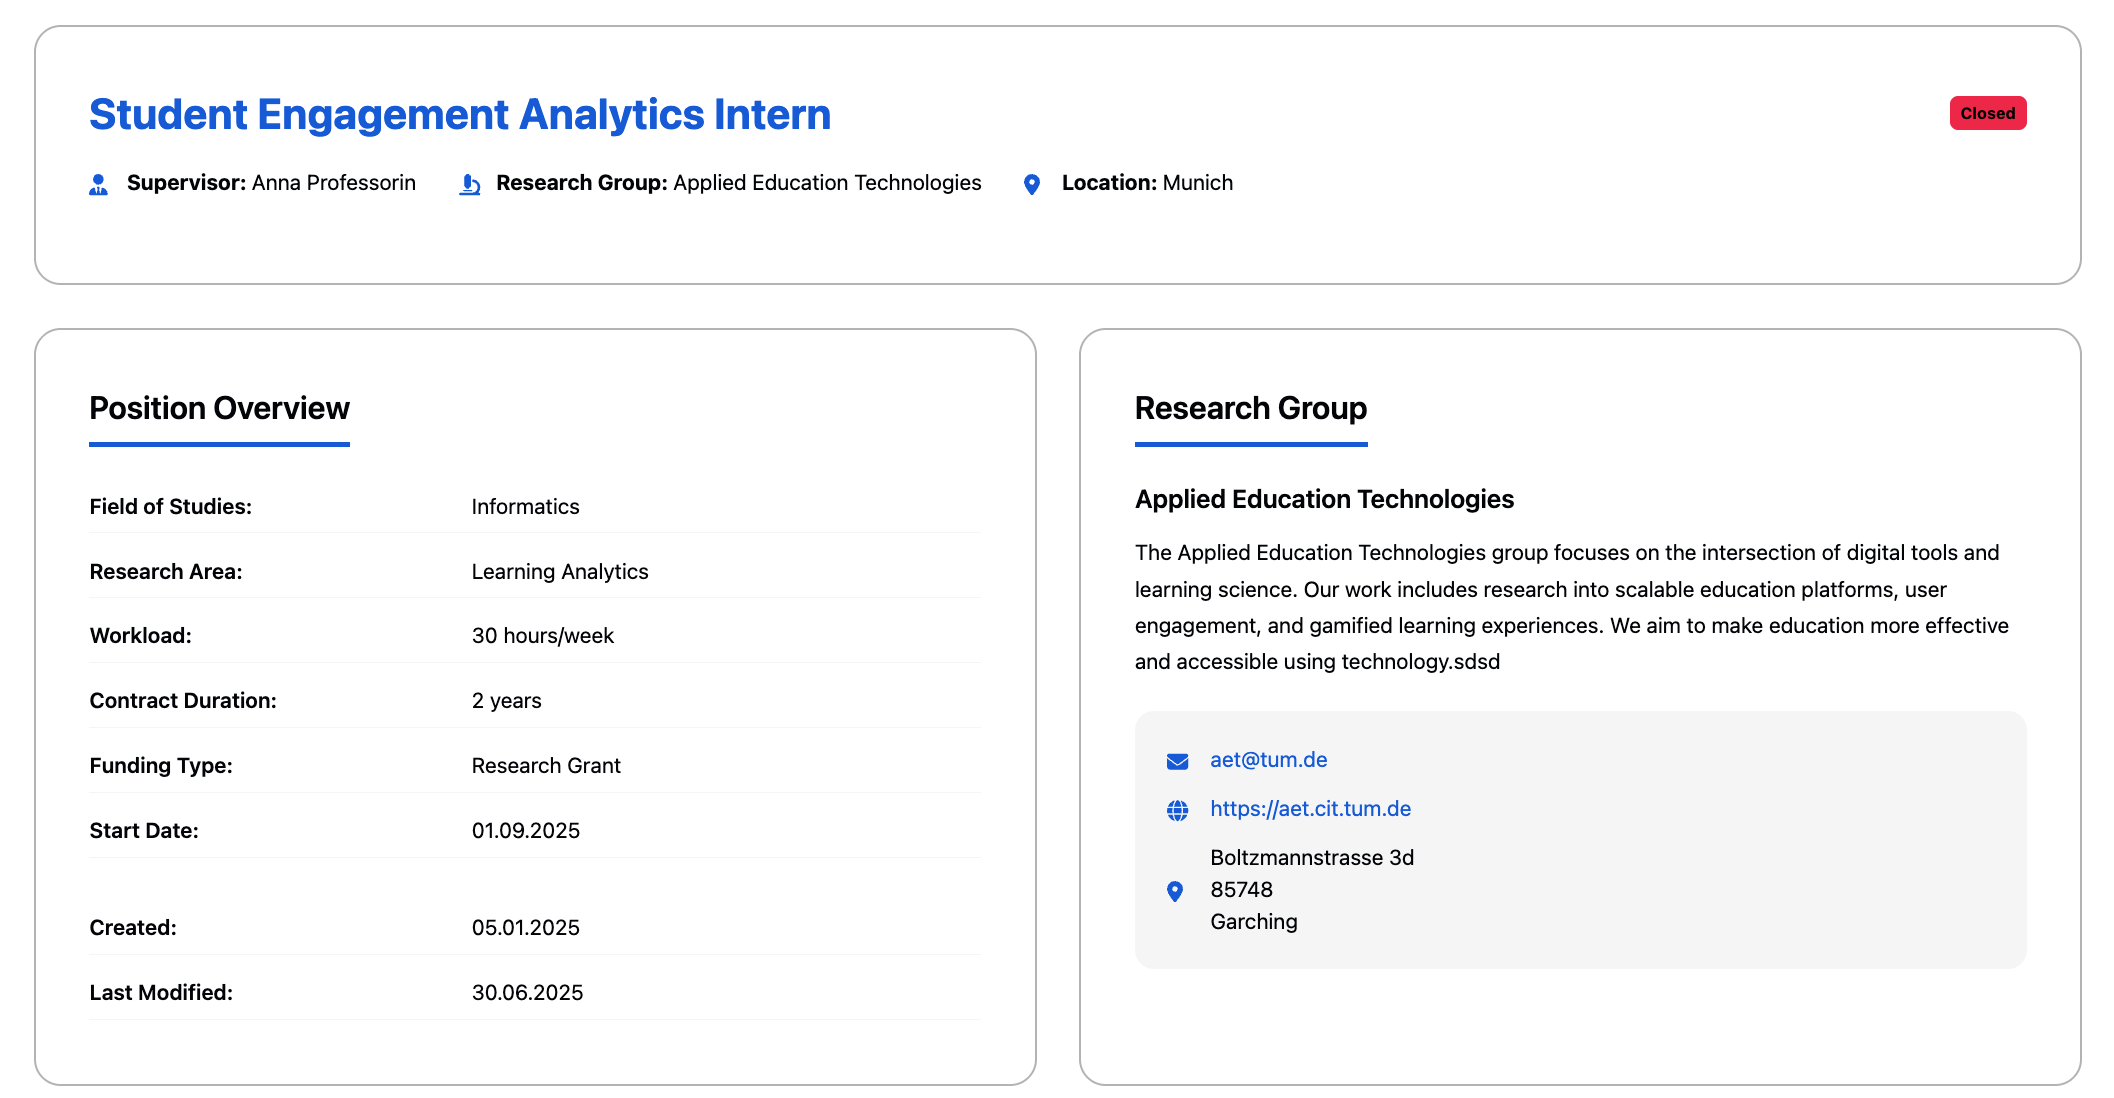 Student Engagement Analytics Intern
Closed
Supervisor: Anna Professorin
Research Group: Applied Education Technologies
Location: Munich
Position Overview
Field of Studies: Informatics
Research Area: Learning Analytics
Workload: 30 hours/week
Contract Duration: 2 years
Funding Type: Research Grant
Start Date: 01.09.2025
Created: 05.01.2025
Last Modified: 30.06.2025
Research Group
Applied Education Technologies
The Applied Education Technologies group focuses on the intersection of digital tools and
learning science. Our work includes research into scalable education platforms, user
engagement, and gamified learning experiences. We aim to make education more effective
and accessible using technology.sdsd
aet@tum.de
https://aet.cit.tum.de
Boltzmannstrasse 3d
85748
Garching